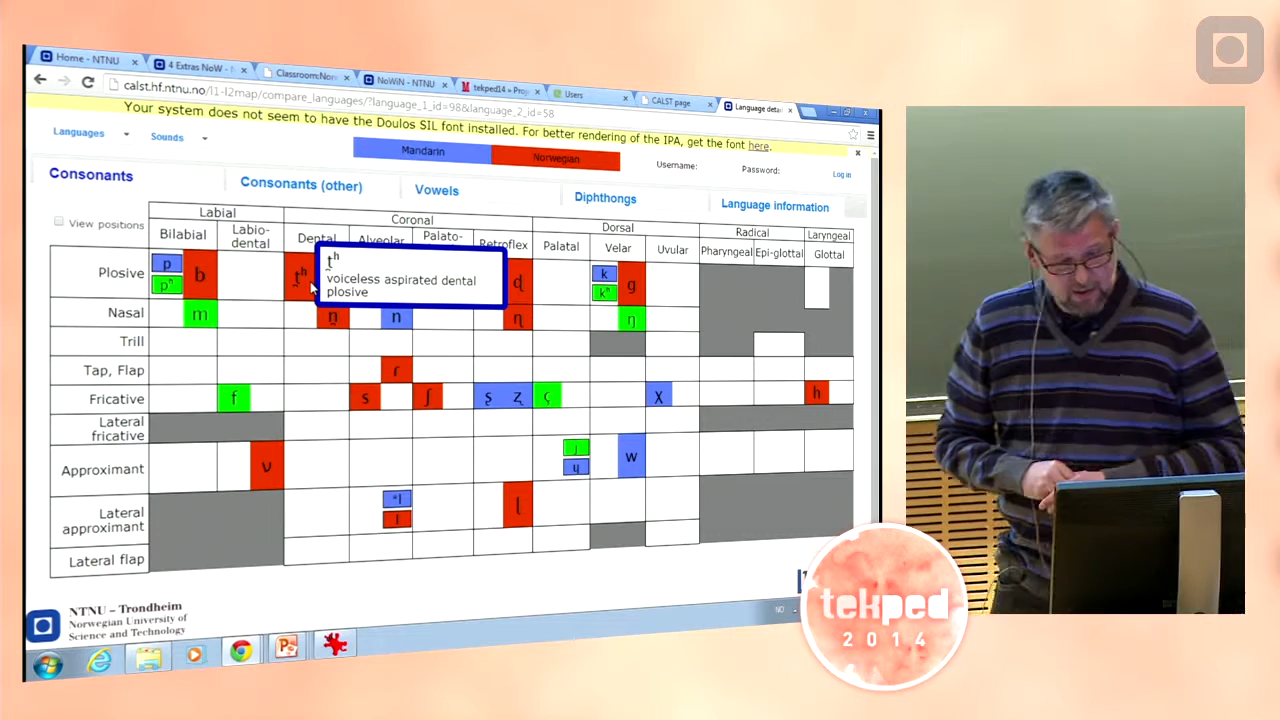 Home - NTNU
4 Extras NoW -
Classroom:Non
NoWiN - NTNU
tekped14 » Proj
Users
CALST page
Language detai
calst.hf.ntnu.no/l1-l2map/compare_languages/?language_1_id=98&language_2_id=58
Your system does not seem to have the Doulos SIL font installed. For better rendering of the IPA, get the font here.
Languages
Sounds
Mandarin
Norwegian
Username:
Password:
Log in
Consonants
Consonants (other)
Vowels
Diphthongs
Language information
View positions
Labial
Coronal
Dorsal
Radical
Laryngeal
Bilabial
Labio-
dental
Dental
Alveolar
Palato-
Retroflex
Palatal
Velar
Uvular
Pharyngeal
Epi-glottal
Glottal
Plosive
p
pʰ
b
t̪ʰ
ɖ
k
kʰ
g
t̪ʰ
voiceless aspirated dental
plosive
Nasal
m
n̪
n
ɳ
ŋ
Trill
Tap, Flap
ɾ
Fricative
f
s
ʃ
ʂ
ʐ
ç
χ
h
Lateral
fricative
Approximant
ʋ
j
ɥ
w
Lateral
approximant
*l
l
ɭ
Lateral flap
NTNU – Trondheim
Norwegian University of
Science and Technology
NO
tekped
2014